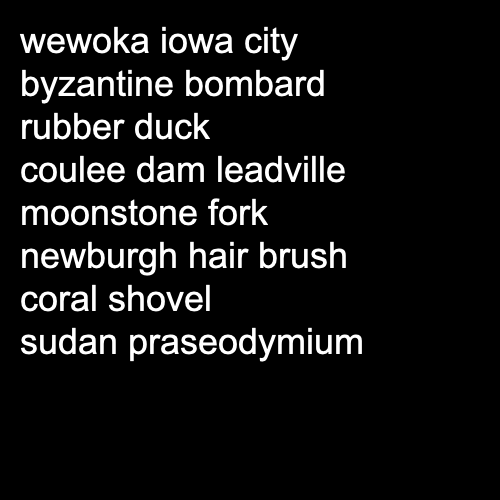 wewoka iowa city
byzantine bombard
rubber duck
coulee dam leadville
moonstone fork
newburgh hair brush
coral shovel
sudan praseodymium